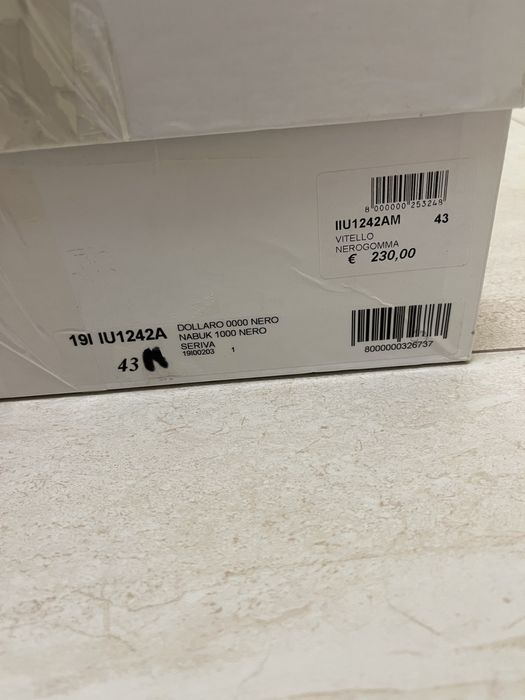 8 000000 253248
IIU1242AM 43
VITELLO
NEROGOMMA
€ 230,00
19I IU1242A
DOLLARO 0000 NERO
NABUK 1000 NERO
SERIVA
19I00203 1
43
8000000326737